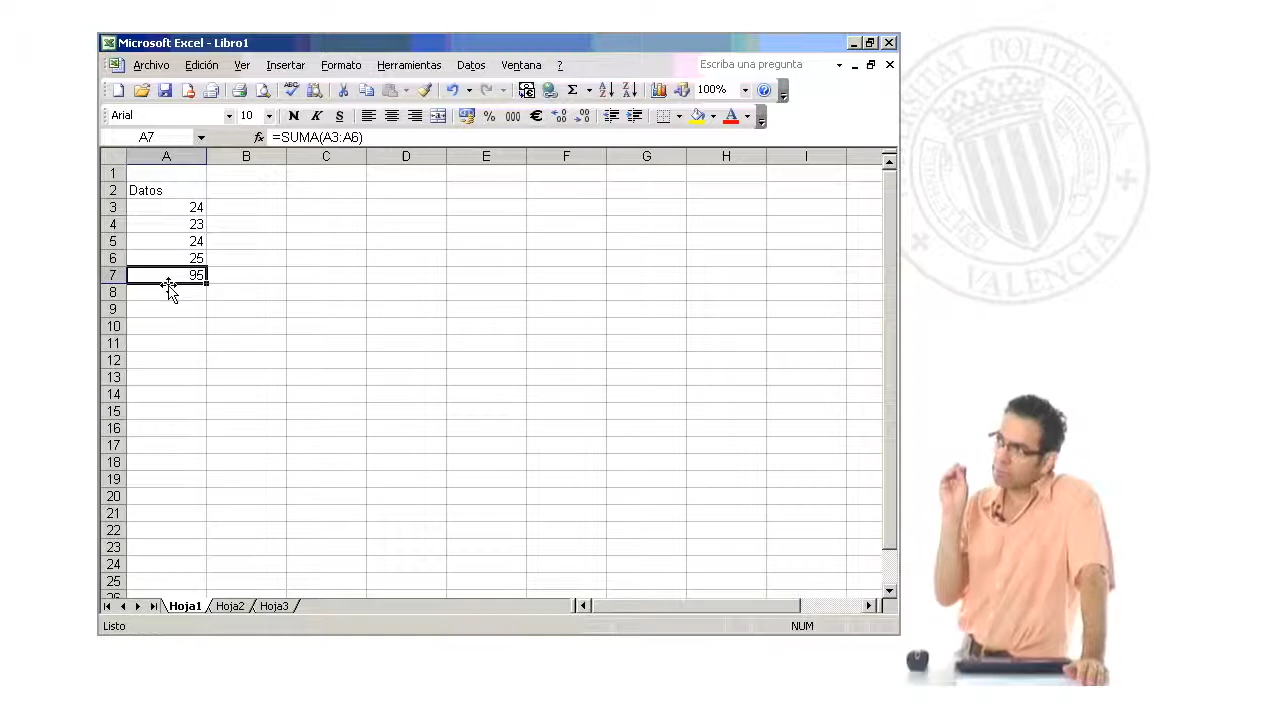 Microsoft Excel - Libro1
Archivo Edición Ver Insertar Formato Herramientas Datos Ventana ? Escriba una pregunta
100%
Arial 10 N K S % 000 €
A7 fx =SUMA(A3:A6)
A B C D E F G H I
1
2 Datos
3 24
4 23
5 24
6 25
7 95
8
9
10
11
12
13
14
15
16
17
18
19
20
21
22
23
24
25
Hoja1 Hoja2 Hoja3
Listo NUM
POLITECNICA
VALENCIA